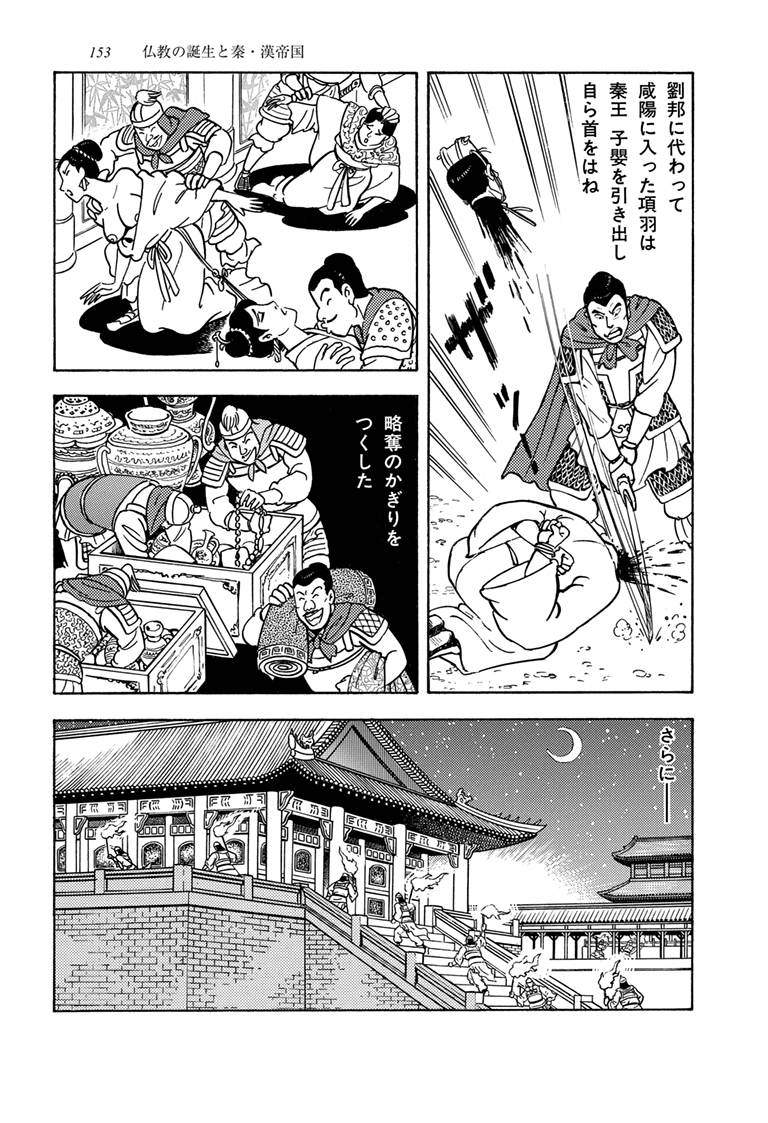 153 仏教の誕生と秦・漢帝国
劉邦に代わって
咸陽に入った項羽は
秦王 子嬰を引き出し
自ら首をはね
ザッ
略奪のかぎりを
つくした
さらに──